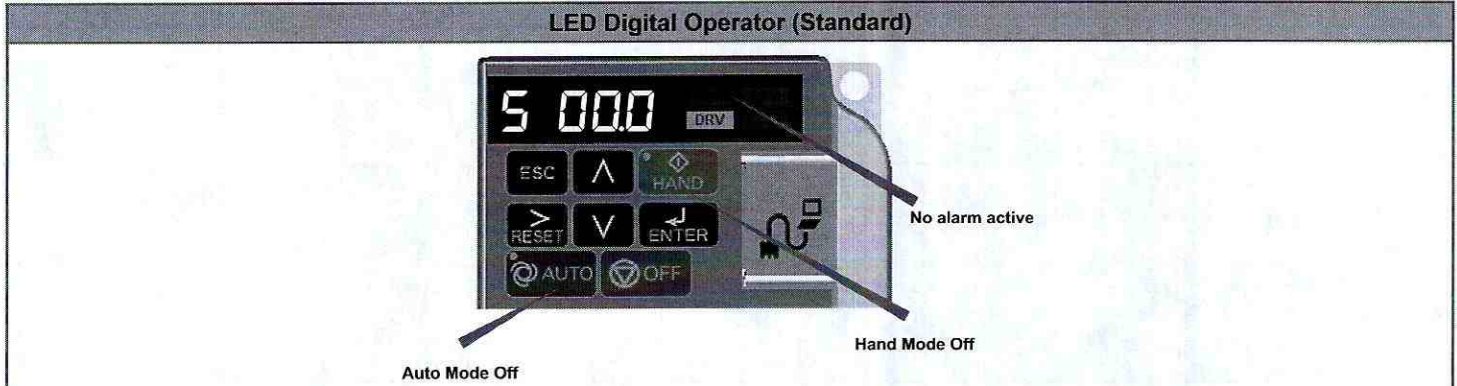 LED Digital Operator (Standard)
S 00.0
DRV
ESC
HAND
RESET
ENTER
AUTO
OFF
No alarm active
Hand Mode Off
Auto Mode Off